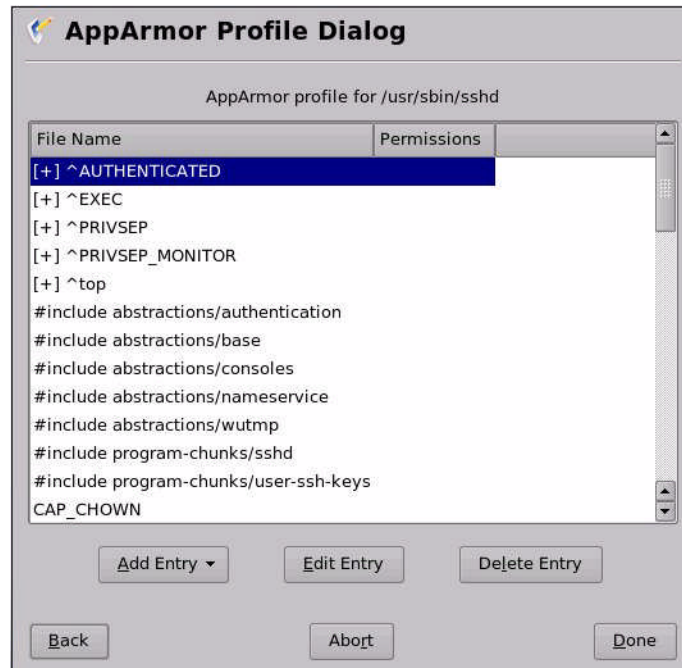 AppArmor Profile Dialog
AppArmor profile for /usr/sbin/sshd
File Name Permissions
[+] ^AUTHENTICATED
[+] ^EXEC
[+] ^PRIVSEP
[+] ^PRIVSEP_MONITOR
[+] ^top
#include abstractions/authentication
#include abstractions/base
#include abstractions/consoles
#include abstractions/nameservice
#include abstractions/wutmp
#include program-chunks/sshd
#include program-chunks/user-ssh-keys
CAP_CHOWN
Add Entry Edit Entry Delete Entry
Back Abort Done